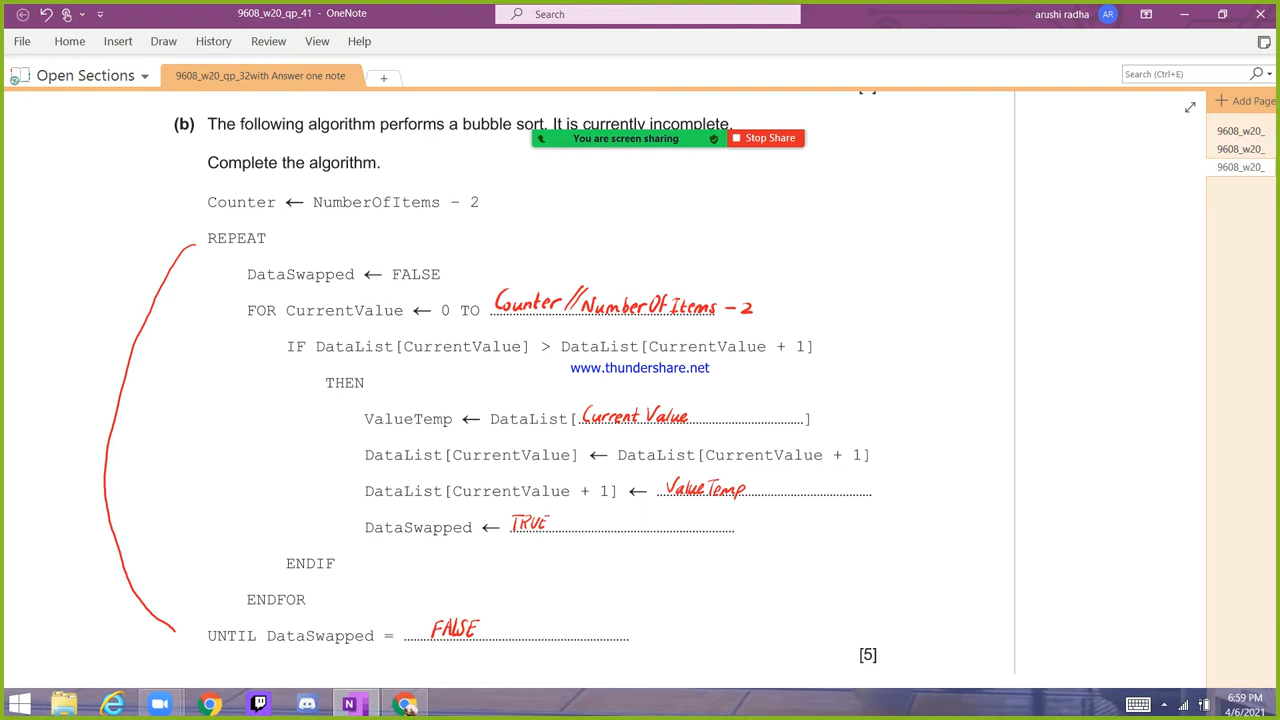 9608_w20_qp_41 - OneNote
Search
arushi radha
AR
File Home Insert Draw History Review View Help
Open Sections
9608_w20_qp_32with Answer one note
+
Search (Ctrl+E)
+ Add Page
9608_w20_
9608_w20_
9608_w20_
(b) The following algorithm performs a bubble sort. It is currently incomplete.
You are screen sharing
Stop Share
Complete the algorithm.
Counter ← NumberOfItems - 2
REPEAT
DataSwapped ← FALSE
FOR CurrentValue ← 0 TO Counter // NumberOfItems - 2
IF DataList[CurrentValue] > DataList[CurrentValue + 1]
www.thundershare.net
THEN
ValueTemp ← DataList[Current Value]
DataList[CurrentValue] ← DataList[CurrentValue + 1]
DataList[CurrentValue + 1] ← ValueTemp
DataSwapped ← TRUE
ENDIF
ENDFOR
UNTIL DataSwapped = FALSE
[5]
6:59 PM
4/6/2021